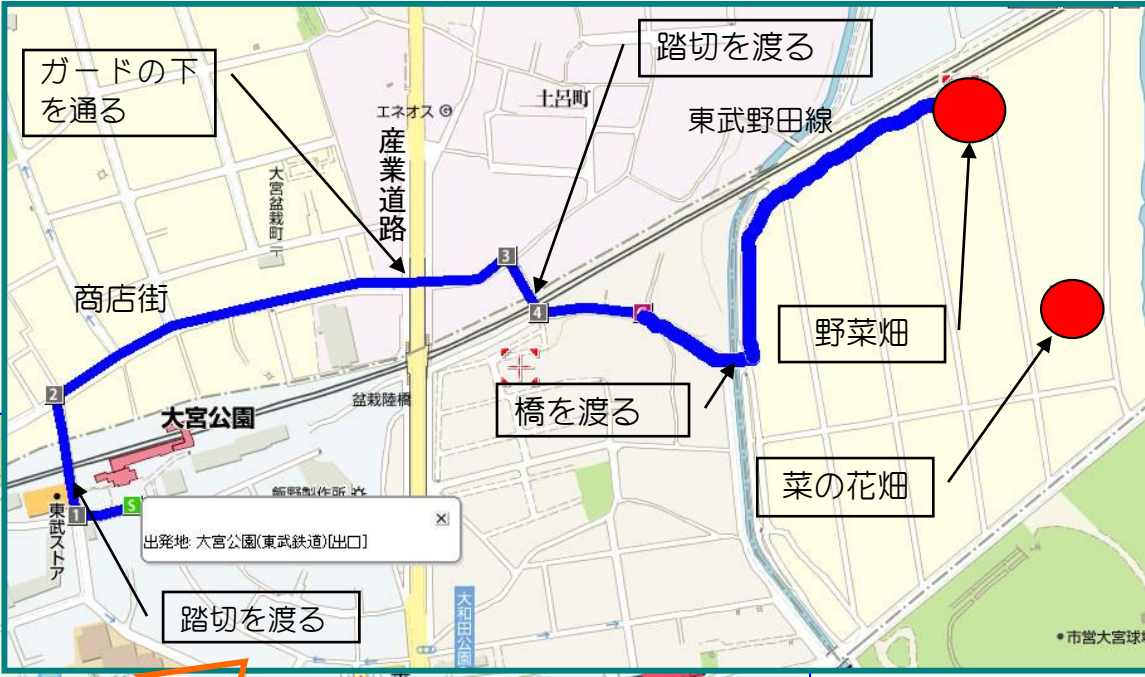 ガードの下
を通る
踏切を渡る
エネオス
土呂町
東武野田線
産業道路
大宮盆栽町
3
商店街
4
野菜畑
2
盆栽陸橋
橋を渡る
大宮公園
菜の花畑
飯野製作所
S
1
東武ストア
出発地: 大宮公園(東武鉄道)[出口]
踏切を渡る
大和田公園
市営大宮球場